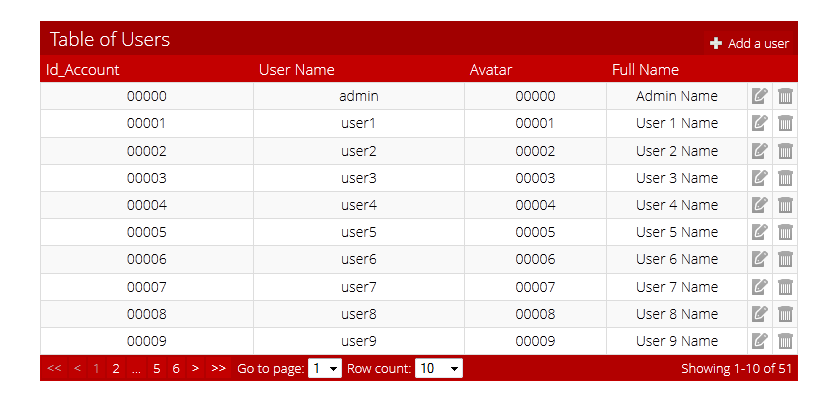 Table of Users
Add a user
Id_Account User Name Avatar Full Name
00000 admin 00000 Admin Name
00001 user1 00001 User 1 Name
00002 user2 00002 User 2 Name
00003 user3 00003 User 3 Name
00004 user4 00004 User 4 Name
00005 user5 00005 User 5 Name
00006 user6 00006 User 6 Name
00007 user7 00007 User 7 Name
00008 user8 00008 User 8 Name
00009 user9 00009 User 9 Name
<< < 1 2 ... 5 6 > >> Go to page: 1 Row count: 10 Showing 1-10 of 51